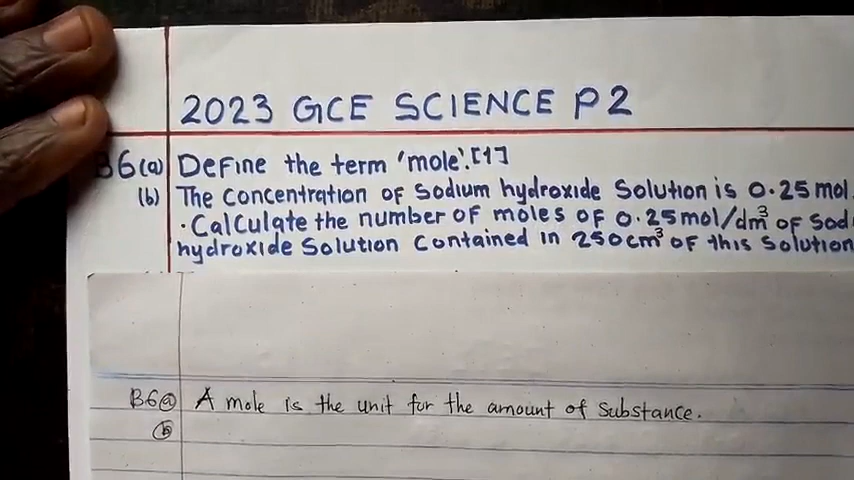 2023 GCE SCIENCE P2
B6(a) Define the term 'mole'.[1]
(b) The concentration of sodium hydroxide solution is 0.25mol
.Calculate the number of moles of 0.25mol/dm³ of sod
hydroxide solution contained in 250cm³ of this solution
B6(a) A mole is the unit for the amount of substance.
(b)